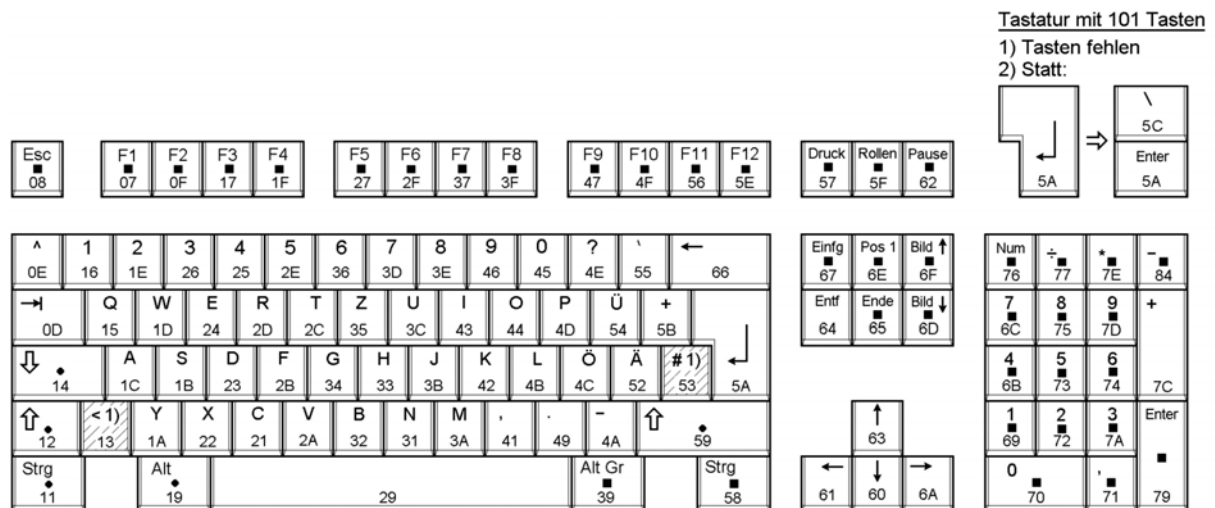 Tastatur mit 101 Tasten
1) Tasten fehlen
2) Statt:
\
5C
5A
Enter
5A
Esc F1 F2 F3 F4 F5 F6 F7 F8 F9 F10 F11 F12 Druck Rollen Pause
08 07 0F 17 1F 27 2F 37 3F 47 4F 56 5E 57 5F 62
^ 1 2 3 4 5 6 7 8 9 0 ? ` ← Einfg Pos 1 Bild ↑ Num ÷ * -
0E 16 1E 26 25 2E 36 3D 3E 46 45 4E 55 66 67 6E 6F 76 77 7E 84
Q W E R T Z U I O P Ü + Entf Ende Bild ↓ 7 8 9 +
0D 15 1D 24 2D 2C 35 3C 43 44 4D 54 5B 64 65 6D 6C 75 7D
A S D F G H J K L Ö Ä # 1) 4 5 6
14 1C 1B 23 2B 34 33 3B 42 4B 4C 52 53 5A 6B 73 74 7C
< 1) Y X C V B N M , . – ↑ 1 2 3 Enter
12 13 1A 22 21 2A 32 31 3A 41 49 4A 59 63 69 72 7A
Strg Alt Alt Gr Strg ← ↓ → 0 ,
11 19 29 39 58 61 60 6A 70 71 79